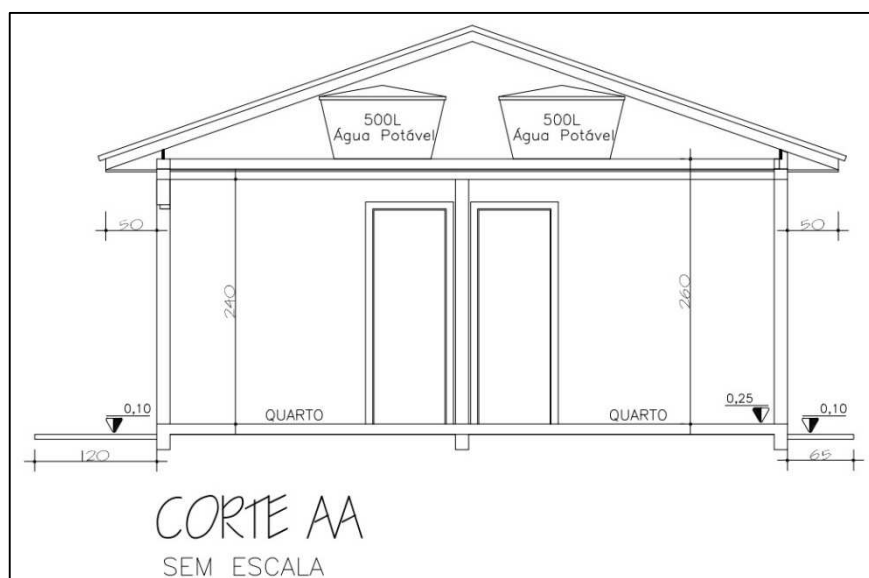 500L
Água Potável
500L
Água Potável
50
50
240
260
0,10
QUARTO
QUARTO
0,25
0,10
120
65
CORTE AA
SEM ESCALA